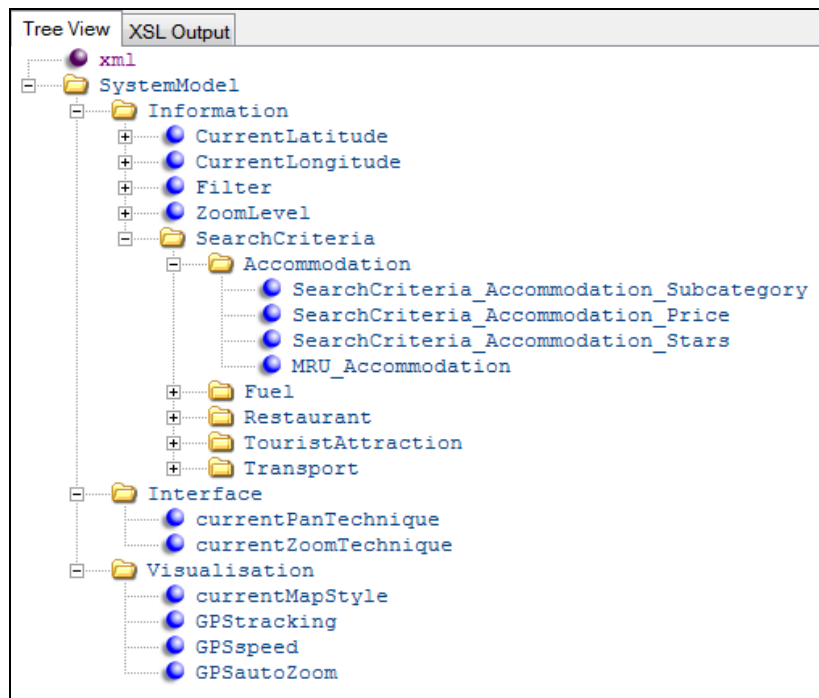 Tree View XSL Output
xml
SystemModel
Information
CurrentLatitude
CurrentLongitude
Filter
ZoomLevel
SearchCriteria
Accommodation
SearchCriteria_Accommodation_Subcategory
SearchCriteria_Accommodation_Price
SearchCriteria_Accommodation_Stars
MRU_Accommodation
Fuel
Restaurant
TouristAttraction
Transport
Interface
currentPanTechnique
currentZoomTechnique
Visualisation
currentMapStyle
GPStracking
GPSspeed
GPSautoZoom